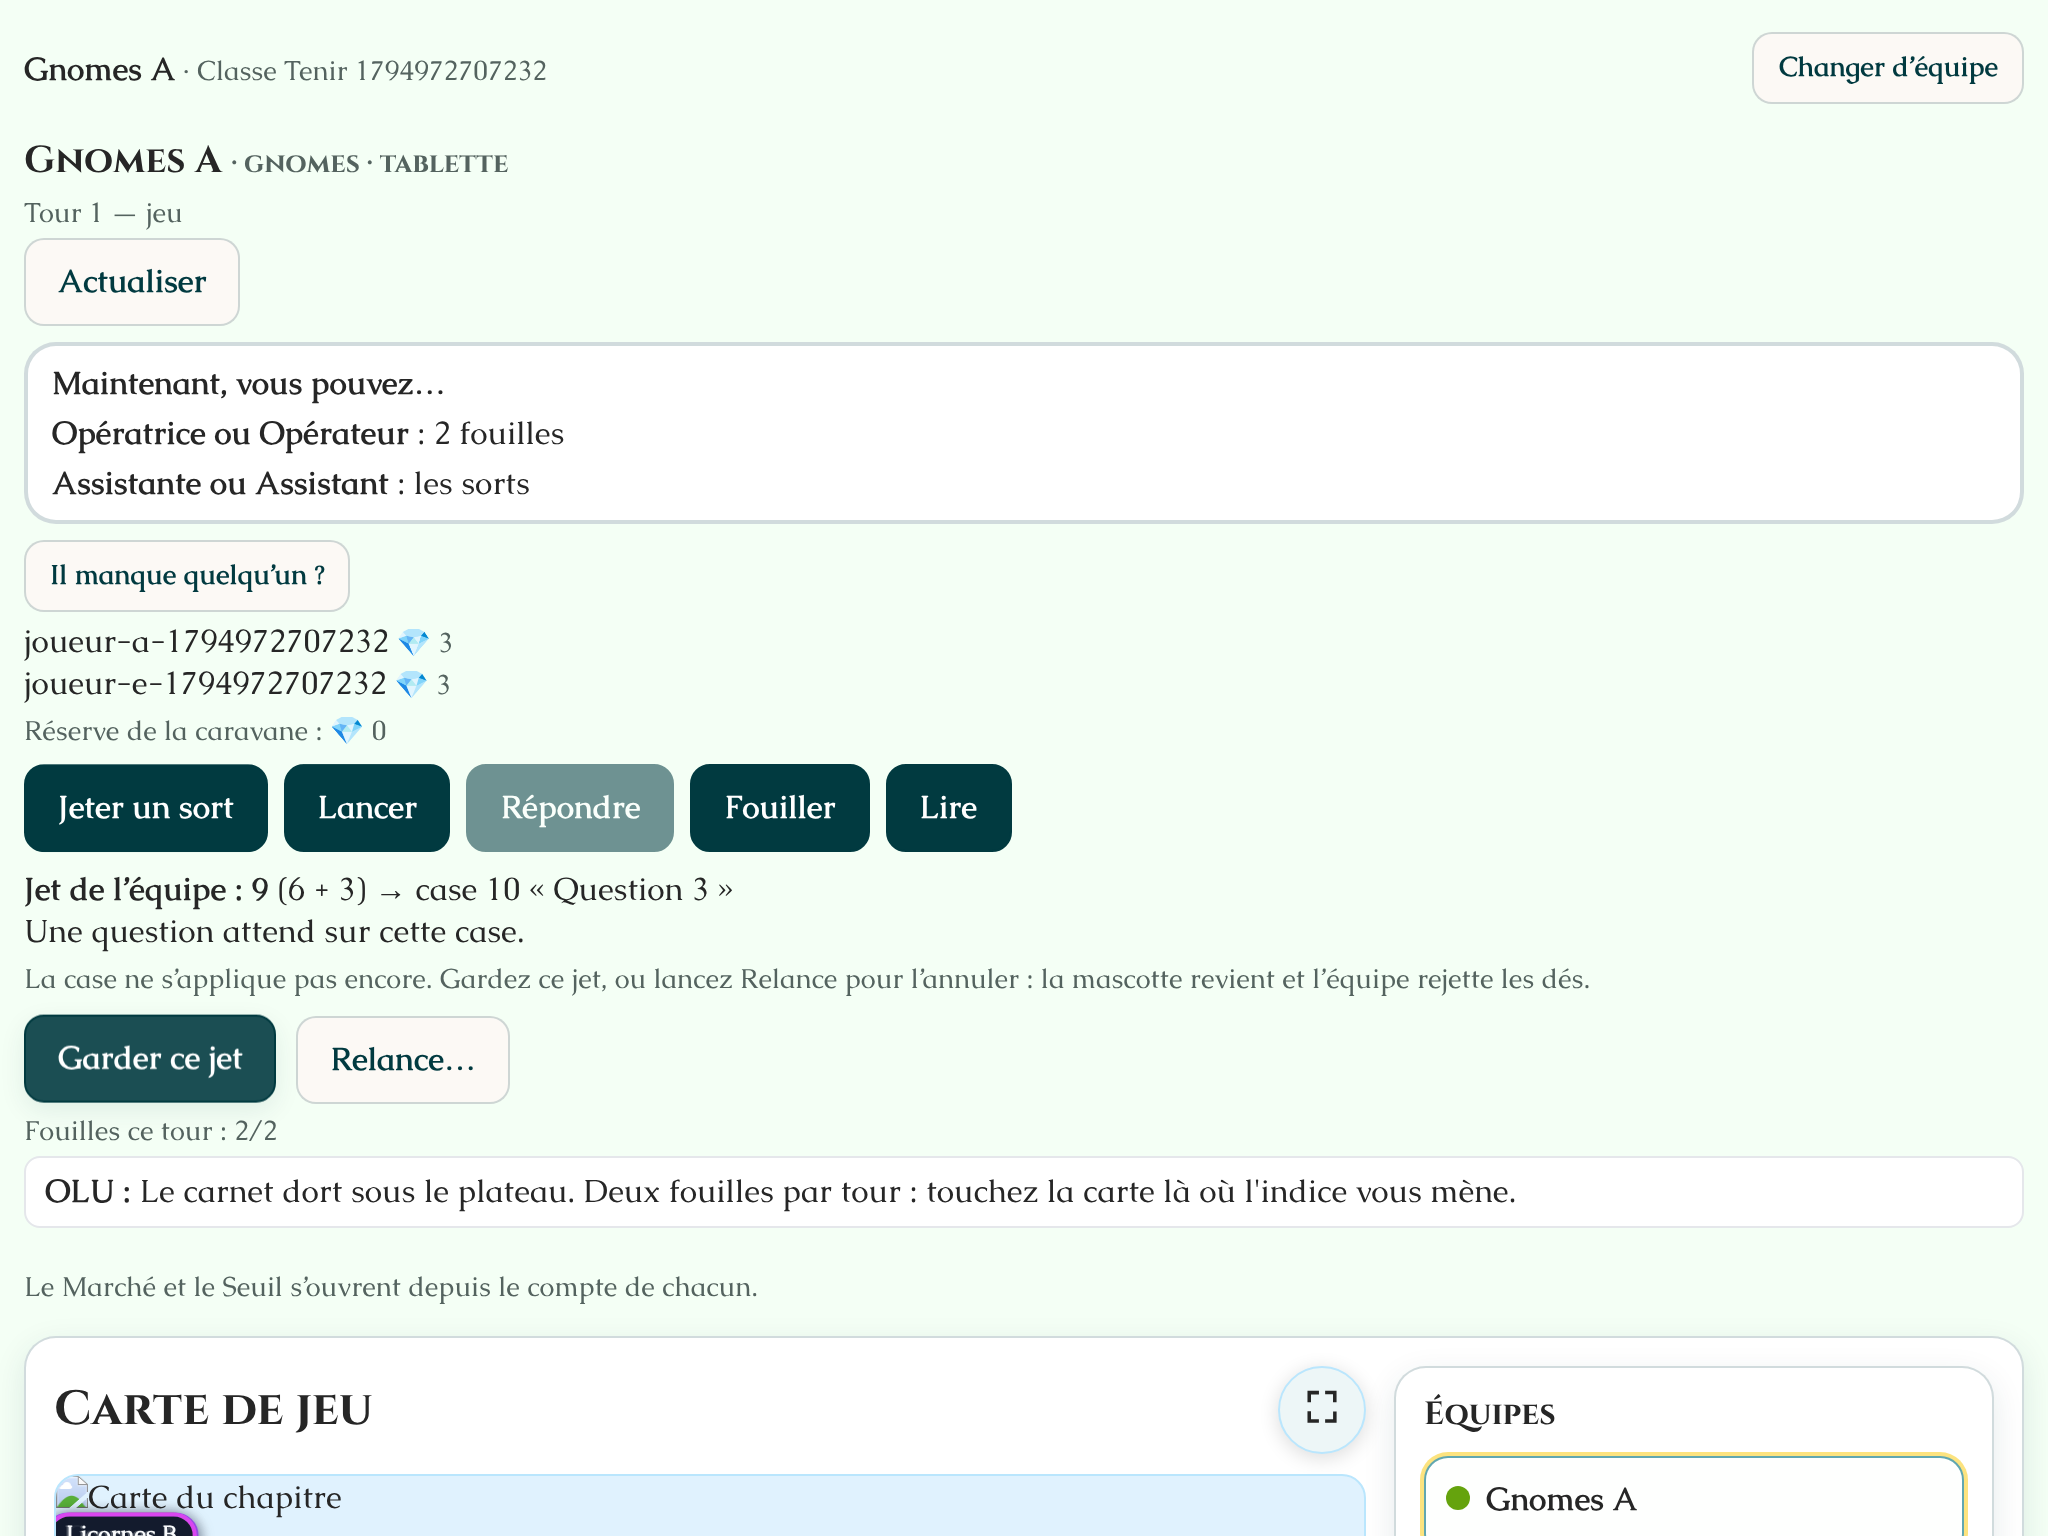 Gnomes A · Classe Tenir 1794972707232
Changer d’équipe
Gnomes A · gnomes · tablette
Tour 1 — jeu
Actualiser
Maintenant, vous pouvez…
Opératrice ou Opérateur : 2 fouilles
Assistante ou Assistant : les sorts
Il manque quelqu’un ?
joueur-a-1794972707232 💎 3
joueur-e-1794972707232 💎 3
Réserve de la caravane : 💎 0
Jeter un sort
Lancer
Répondre
Fouiller
Lire
Jet de l’équipe : 9 (6 + 3) → case 10 « Question 3 »
Une question attend sur cette case.
La case ne s’applique pas encore. Gardez ce jet, ou lancez Relance pour l’annuler : la mascotte revient et l’équipe rejette les dés.
Garder ce jet
Relance…
Fouilles ce tour : 2/2
OLU : Le carnet dort sous le plateau. Deux fouilles par tour : touchez la carte là où l'indice vous mène.
Le Marché et le Seuil s’ouvrent depuis le compte de chacun.
Carte de jeu
Carte du chapitre
Licornes B
Équipes
Gnomes A